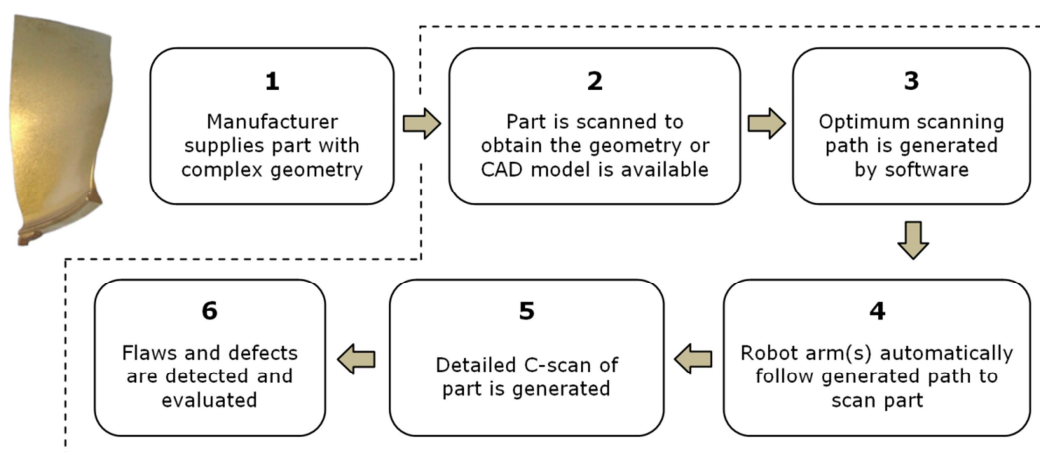 1
Manufacturer
supplies part with
complex geometry
2
Part is scanned to
obtain the geometry or
CAD model is available
3
Optimum scanning
path is generated
by software
4
Robot arm(s) automatically
follow generated path to
scan part
5
Detailed C-scan of
part is generated
6
Flaws and defects
are detected and
evaluated